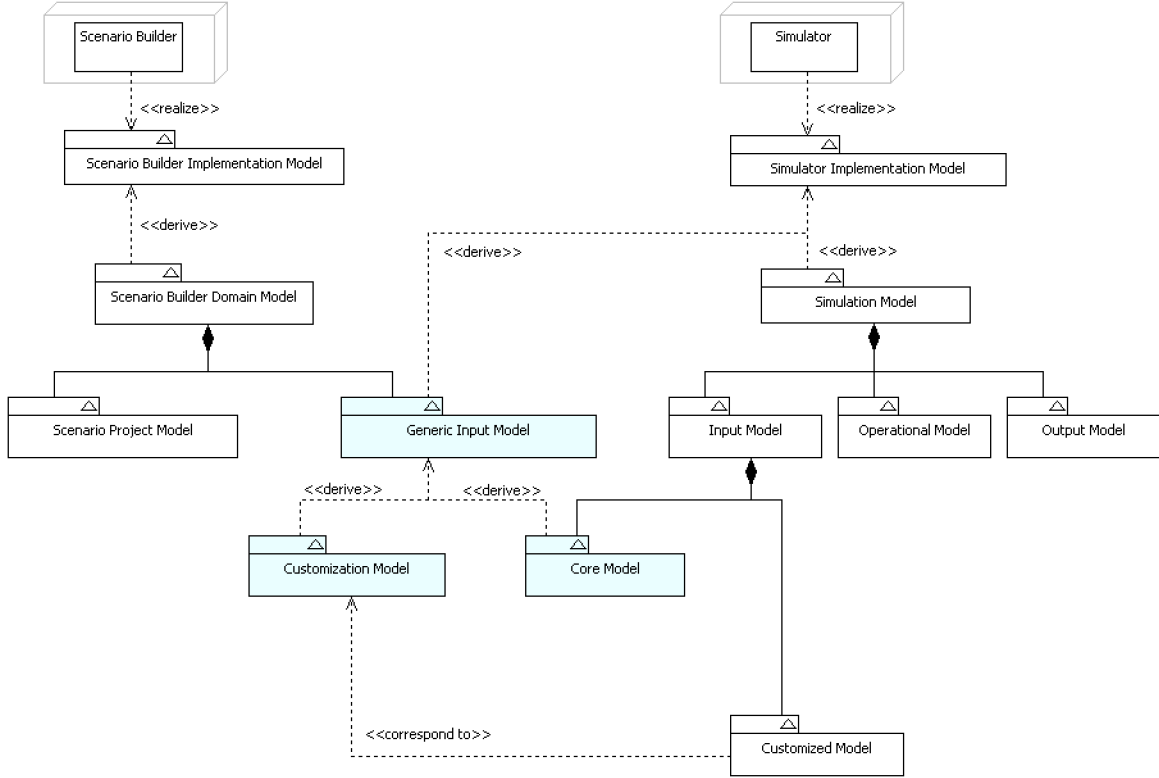 Scenario Builder
Simulator
<<realize>>
<<realize>>
Scenario Builder Implementation Model
Simulator Implementation Model
<<derive>>
<<derive>>
<<derive>>
Scenario Builder Domain Model
Simulation Model
Scenario Project Model
Generic Input Model
Input Model
Operational Model
Output Model
<<derive>>
<<derive>>
Customization Model
Core Model
<<correspond to>>
Customized Model